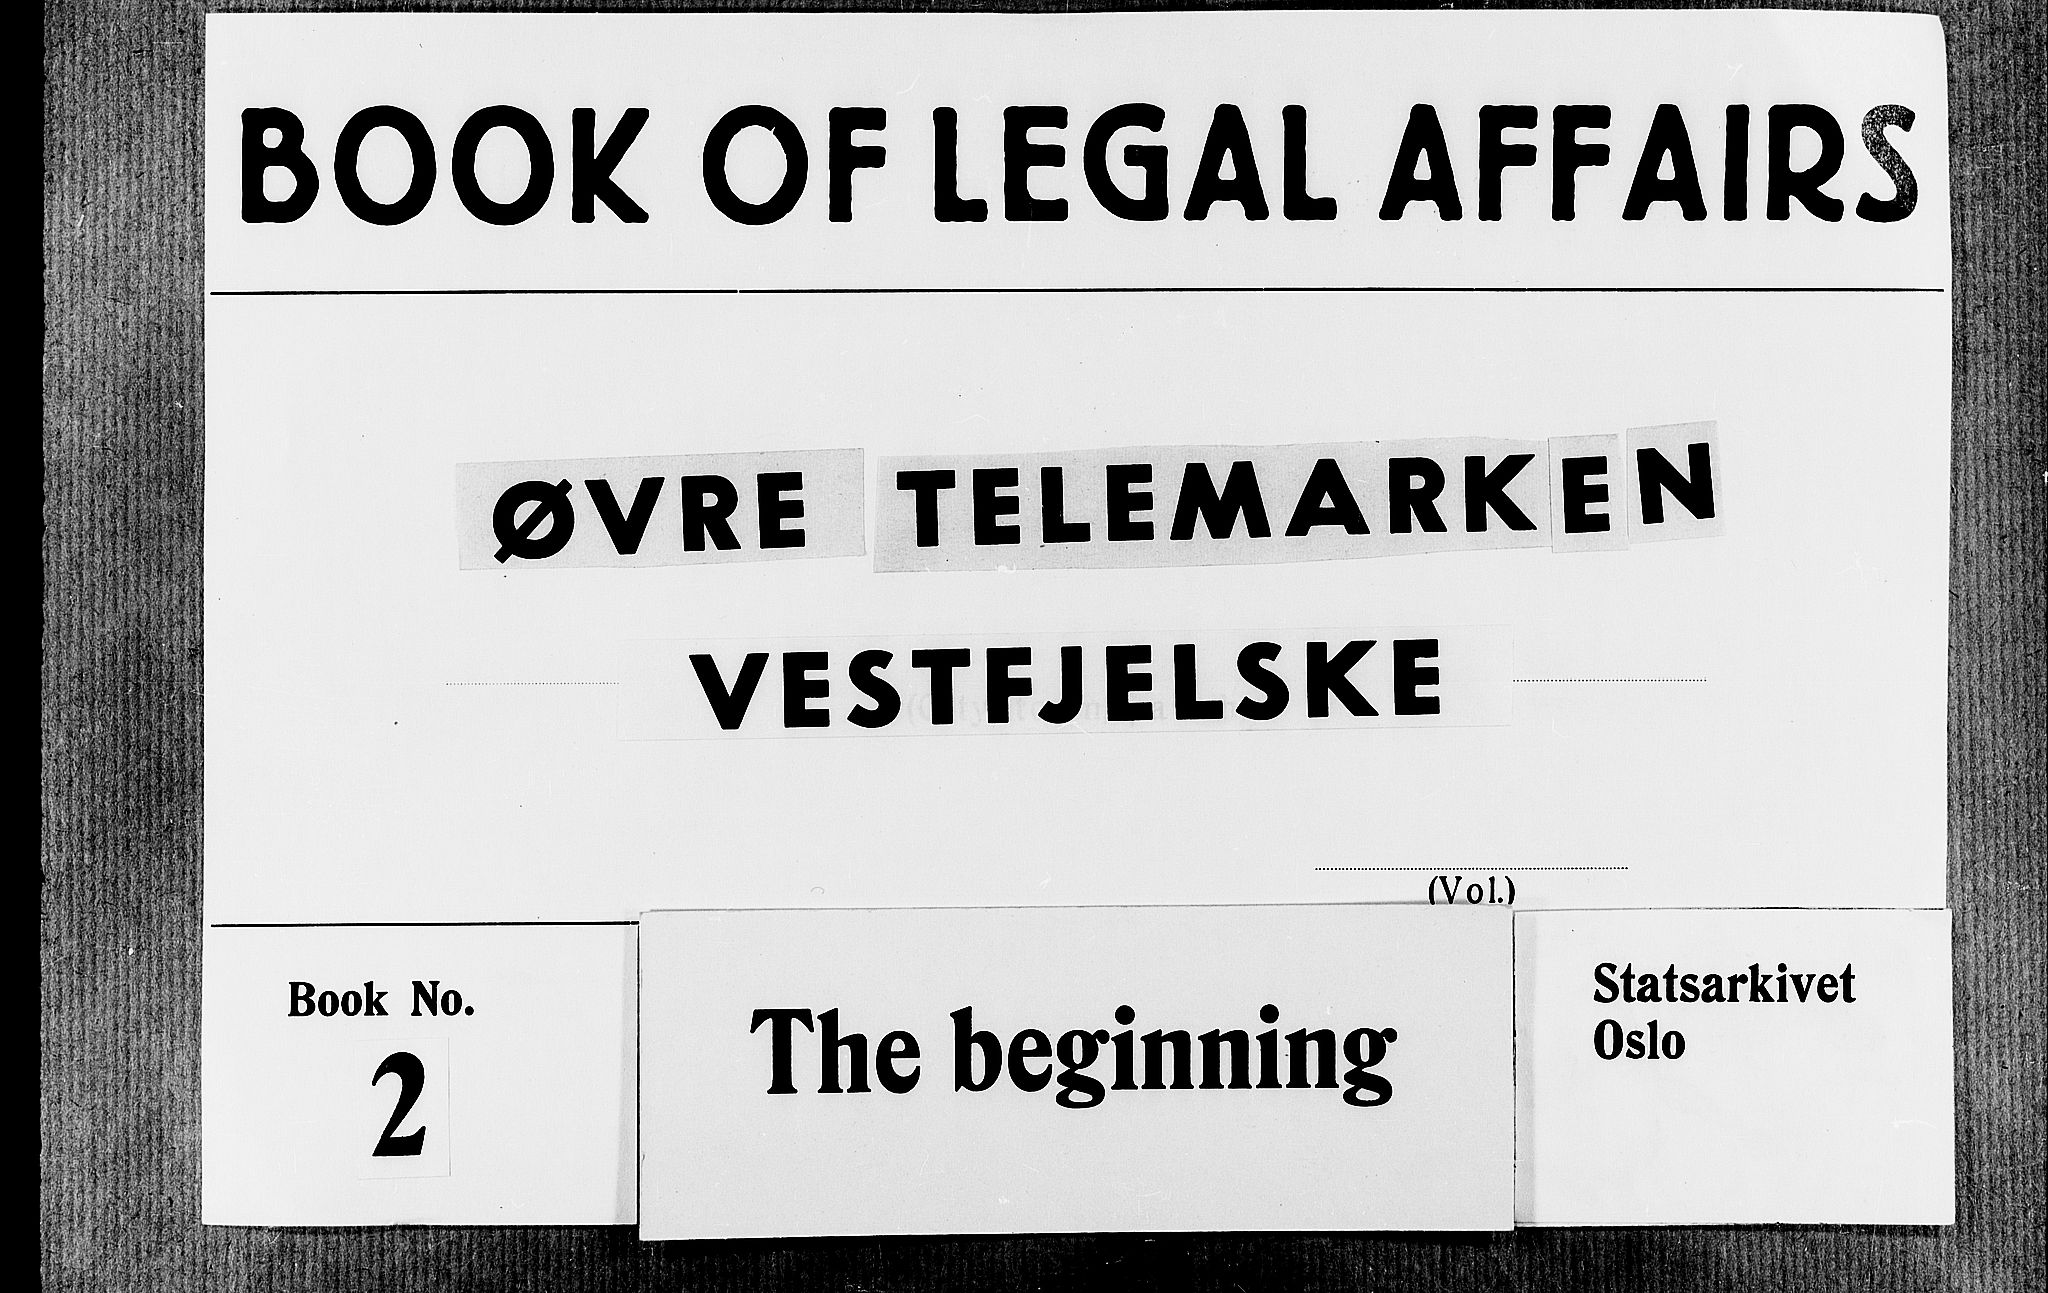 BOOK OF LEGAL AFFAIRS
ØVRE TELEMARKEN
VESTFJELSKE
(Vol.)
Book No.
2
The beginning
Statsarkivet
Oslo